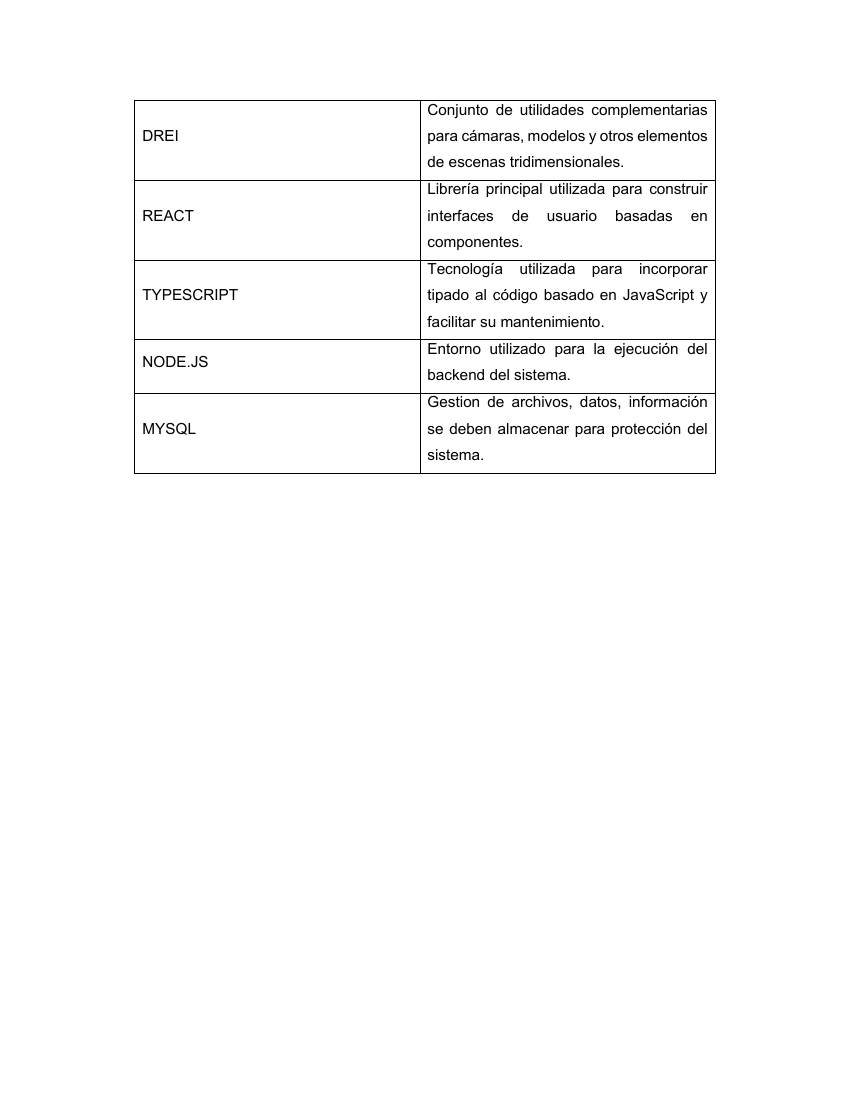 DREI
Conjunto de utilidades complementarias
para cámaras, modelos y otros elementos
de escenas tridimensionales.
REACT
Librería principal utilizada para construir
interfaces de usuario basadas en
componentes.
TYPESCRIPT
Tecnología utilizada para incorporar
tipado al código basado en JavaScript y
facilitar su mantenimiento.
NODE.JS
Entorno utilizado para la ejecución del
backend del sistema.
MYSQL
Gestion de archivos, datos, información
se deben almacenar para protección del
sistema.